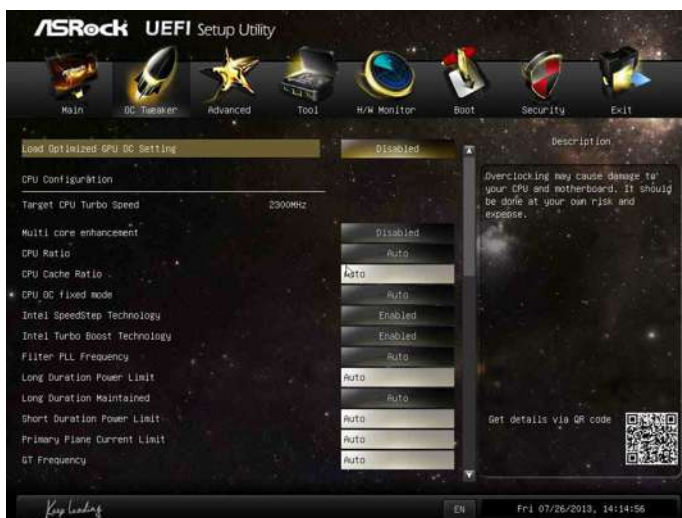 ASRock UEFI Setup Utility
Main OC Tweaker Advanced Tool H/W Monitor Boot Security Exit
Load Optimized GPU OC Setting Disabled
Description
CPU Configuration
Overclocking may cause damage to
your CPU and motherboard. It should
be done at your own risk and
expense.
Target CPU Turbo Speed 2300MHz
Multi core enhancement Disabled
CPU Ratio Auto
CPU Cache Ratio Auto
CPU OC fixed mode Auto
Intel SpeedStep Technology Enabled
Intel Turbo Boost Technology Enabled
Filter PLL Frequency Auto
Long Duration Power Limit Auto
Long Duration Maintained Auto
Short Duration Power Limit Auto
Primary Plane Current Limit Auto
GT Frequency Auto
Get details via QR code
Keep Leading
EN
Fri 07/26/2013, 14:14:56